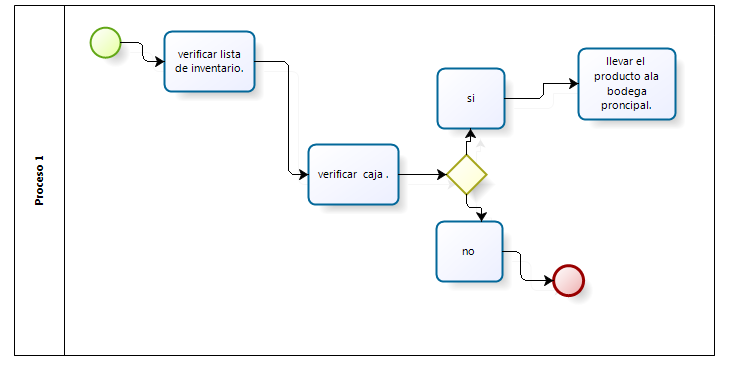 Proceso 1
verificar lista
de inventario.
verificar caja .
si
llevar el
producto ala
bodega
proncipal.
no